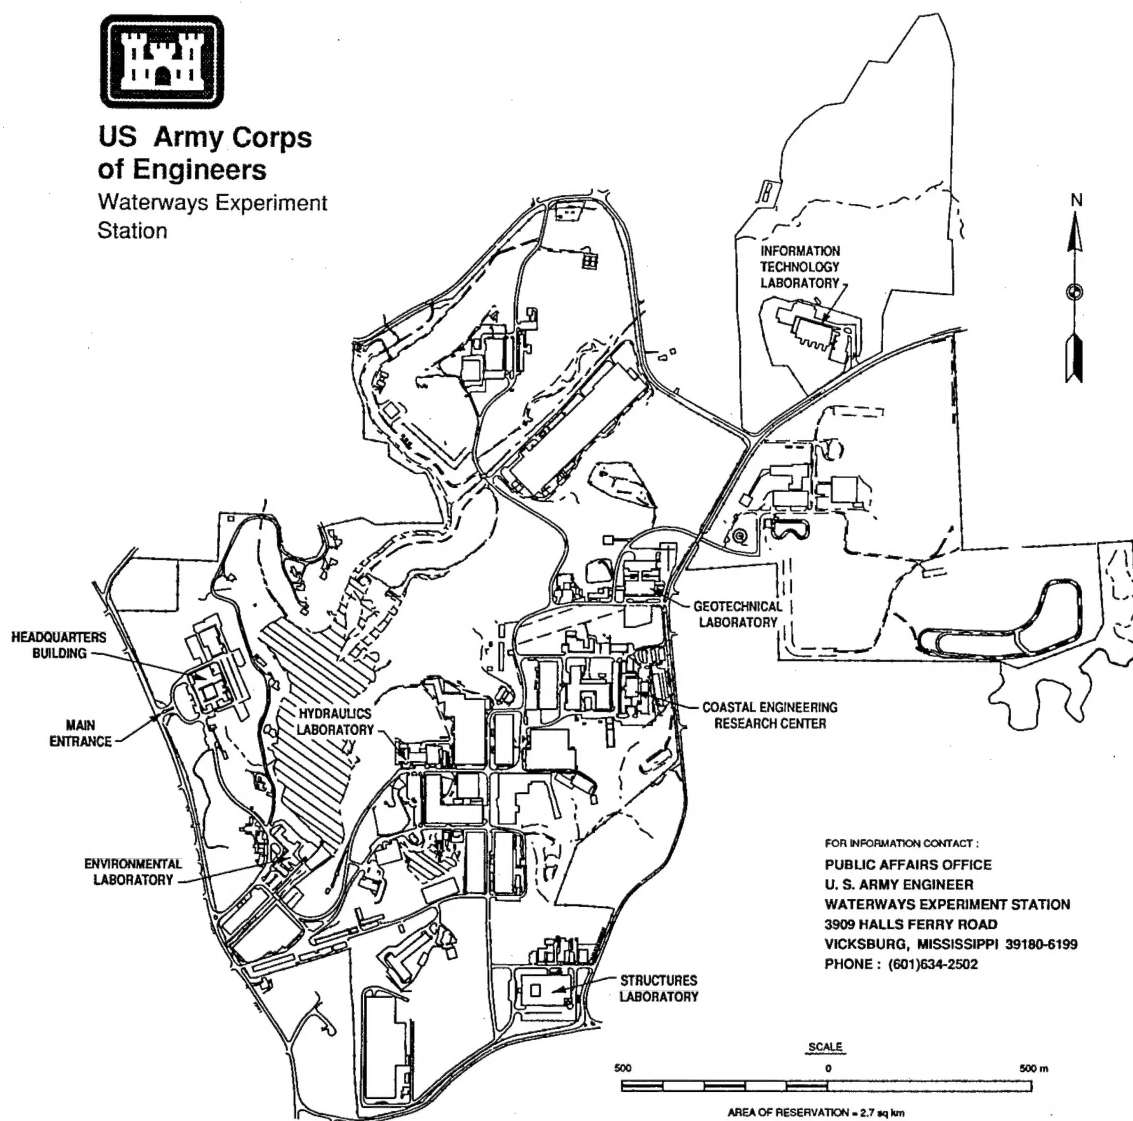 US Army Corps
of Engineers
Waterways Experiment
Station
N
INFORMATION
TECHNOLOGY
LABORATORY
GEOTECHNICAL
LABORATORY
HEADQUARTERS
BUILDING
MAIN
ENTRANCE
HYDRAULICS
LABORATORY
COASTAL ENGINEERING
RESEARCH CENTER
ENVIRONMENTAL
LABORATORY
STRUCTURES
LABORATORY
FOR INFORMATION CONTACT :
PUBLIC AFFAIRS OFFICE
U. S. ARMY ENGINEER
WATERWAYS EXPERIMENT STATION
3909 HALLS FERRY ROAD
VICKSBURG, MISSISSIPPI 39180-6199
PHONE : (601)634-2502
SCALE
500 0 500 m
AREA OF RESERVATION = 2.7 sq km